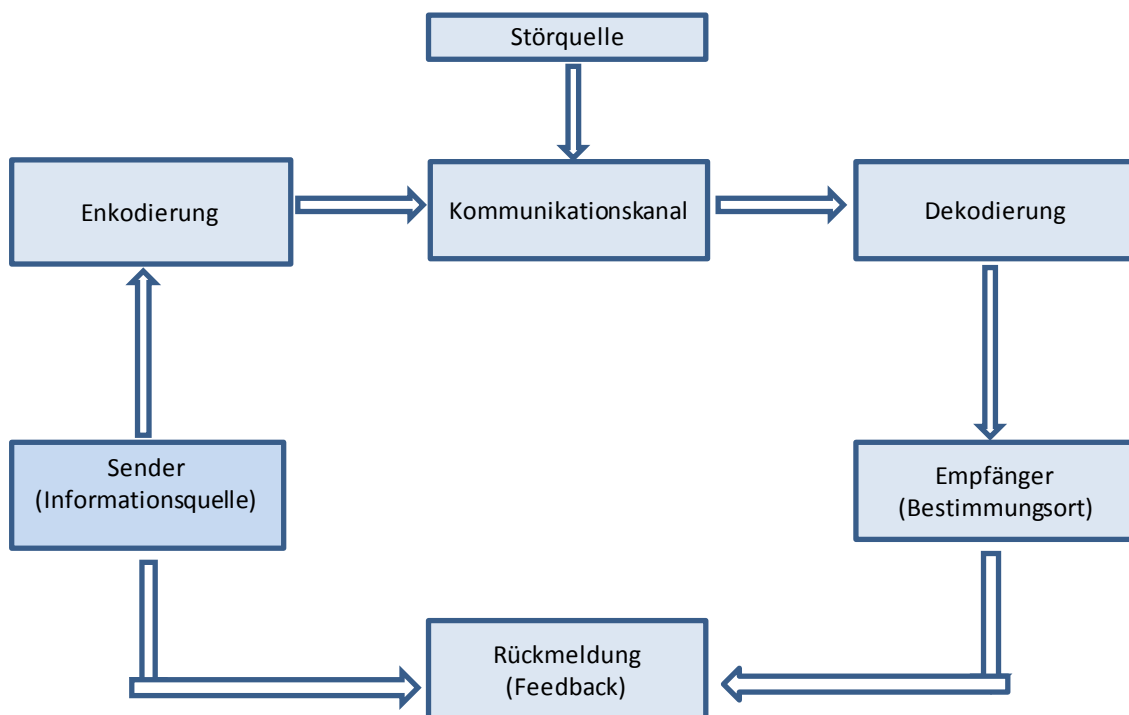 Störquelle
Enkodierung
Kommunikationskanal
Dekodierung
Sender
(Informationsquelle)
Empfänger
(Bestimmungsort)
Rückmeldung
(Feedback)